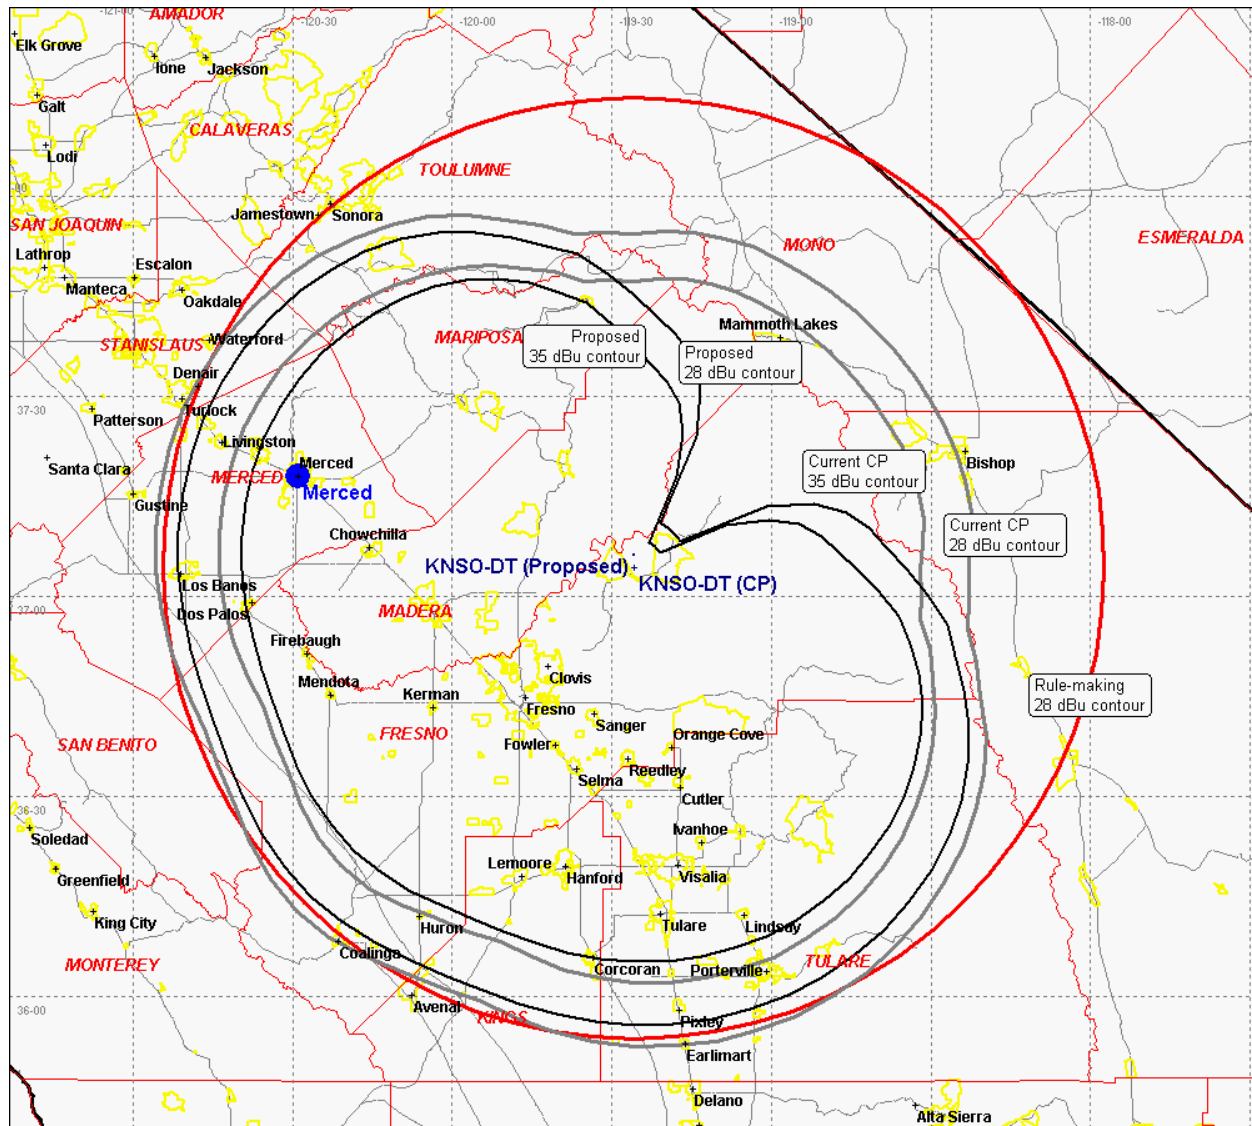 -121-00
-120-30
-120-00
-119-30
-119-00
-118-00
AMADOR
Elk Grove
Ione
Jackson
Galt
CALAVERAS
Lodi
TOULUMNE
Jamestown
Sonora
SAN JOAQUIN
MONO
ESMERALDA
Lathrop
Escalon
Manteca
Oakdale
Mammoth Lakes
STANISLAUS
Waterford
MARIPOSA
Proposed
35 dBu contour
Proposed
28 dBu contour
Denair
Turlock
37-30
Patterson
Livingston
Santa Clara
Merced
MERCED
Merced
Bishop
Current CP
35 dBu contour
Gustine
Current CP
28 dBu contour
Chowchilla
KNSO-DT (Proposed)
KNSO-DT (CP)
Los Banos
37-00
Dos Palos
MADERA
Firebaugh
Clovis
Mendota
Kerman
Fresno
Rule-making
28 dBu contour
Sanger
FRESNO
SAN BENITO
Fowler
Orange Cove
Reedley
Selma
Cutler
36-30
Soledad
Ivanhoe
Lemoore
Hanford
Visalia
Greenfield
King City
Huron
Tulare
Lindsay
Coalinga
MONTEREY
Corcoran
Porterville
TULARE
Avenal
36-00
KINGS
Pixley
Earlimart
Delano
Alta Sierra